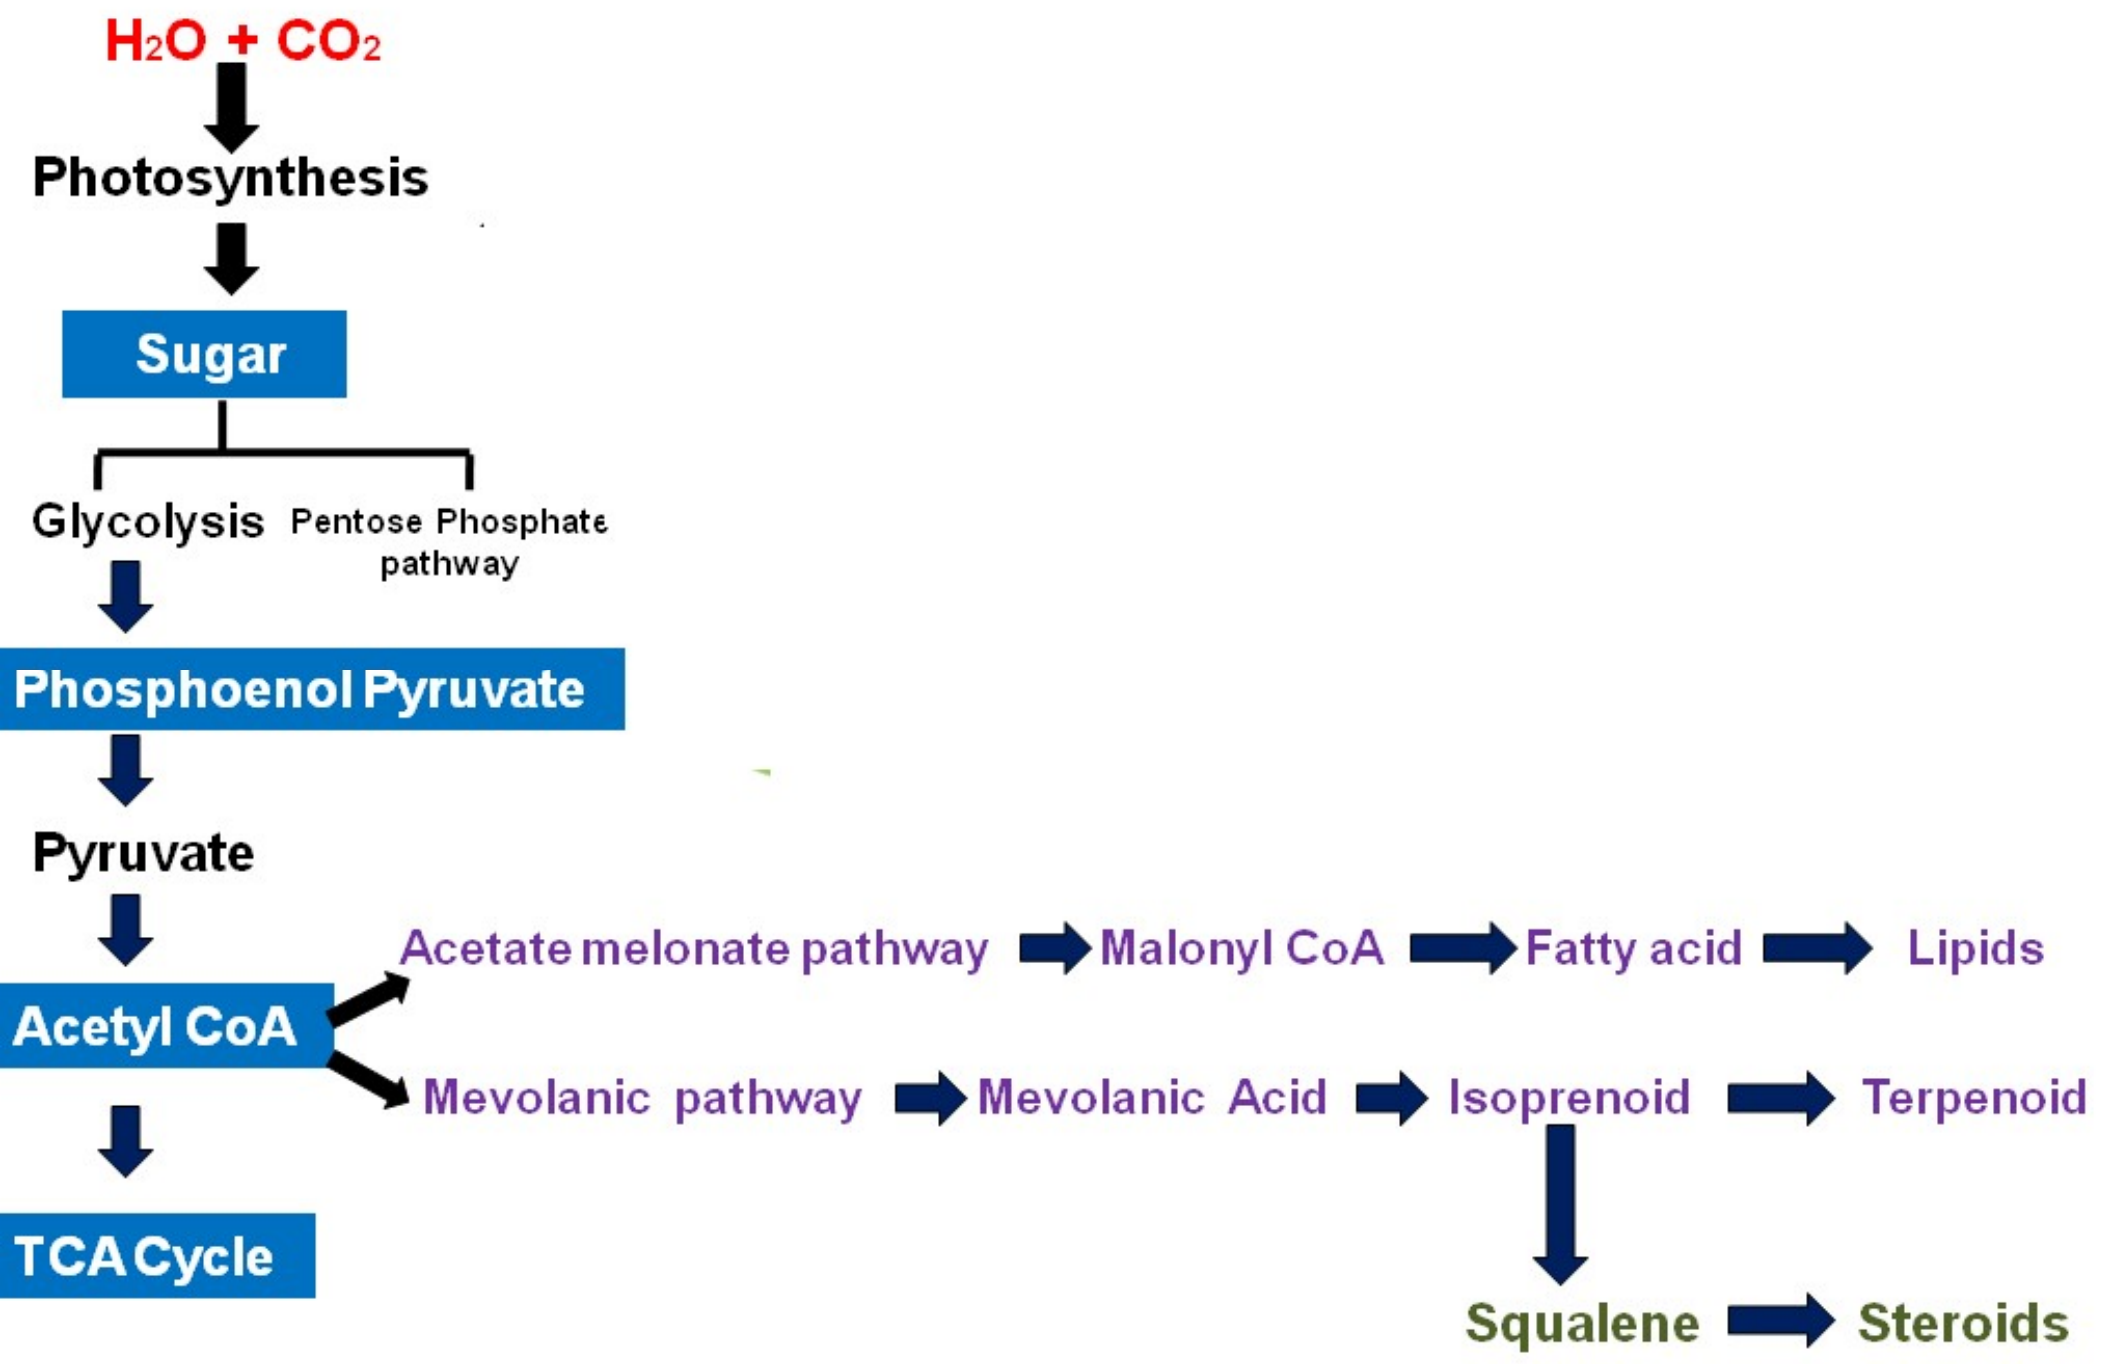 H₂O + CO₂
Photosynthesis
Sugar
Glycolysis
Pentose Phosphate
pathway
Phosphoenol Pyruvate
Pyruvate
Acetate melonate pathway
Malonyl CoA
Fatty acid
Lipids
Acetyl CoA
Mevolanic pathway
Mevolanic Acid
Isoprenoid
Terpenoid
TCA Cycle
Squalene
Steroids